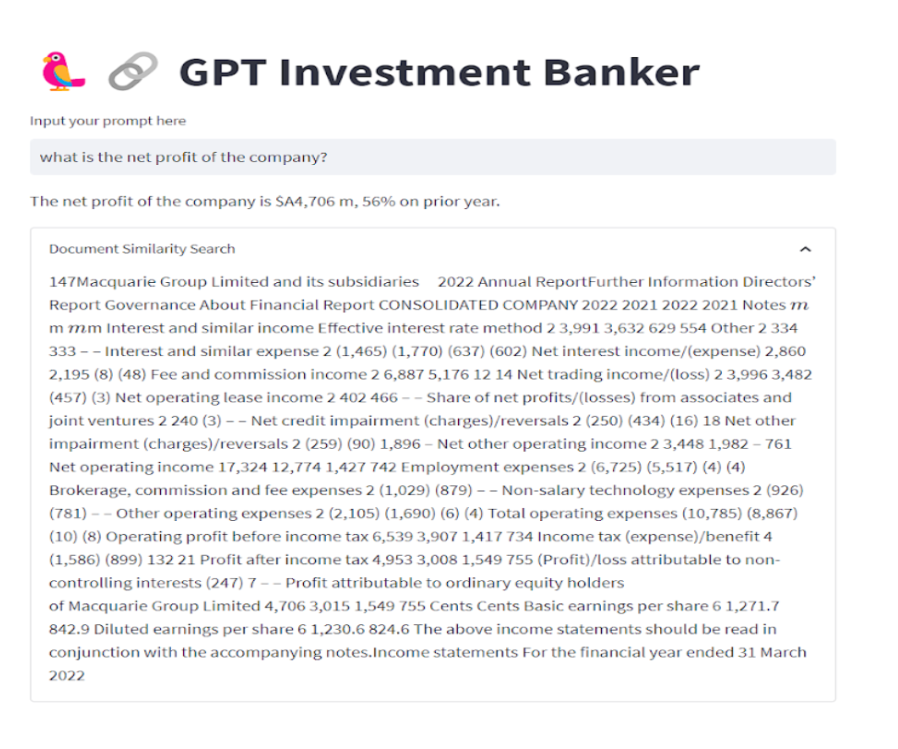 GPT Investment Banker
Input your prompt here
what is the net profit of the company?
The net profit of the company is $A4,706 m, 56% on prior year.
Document Similarity Search
147Macquarie Group Limited and its subsidiaries 2022 Annual ReportFurther Information Directors'
Report Governance About Financial Report CONSOLIDATED COMPANY 2022 2021 2022 2021 Notes m
m mm Interest and similar income Effective interest rate method 2 3,991 3,632 629 554 Other 2 334
333 – – Interest and similar expense 2 (1,465) (1,770) (637) (602) Net interest income/(expense) 2,860
2,195 (8) (48) Fee and commission income 2 6,887 5,176 12 14 Net trading income/(loss) 2 3,996 3,482
(457) (3) Net operating lease income 2 402 466 – – Share of net profits/(losses) from associates and
joint ventures 2 240 (3) – – Net credit impairment (charges)/reversals 2 (250) (434) (16) 18 Net other
impairment (charges)/reversals 2 (259) (90) 1,896 – Net other operating income 2 3,448 1,982 – 761
Net operating income 17,324 12,774 1,427 742 Employment expenses 2 (6,725) (5,517) (4) (4)
Brokerage, commission and fee expenses 2 (1,029) (879) – – Non-salary technology expenses 2 (926)
(781) – – Other operating expenses 2 (2,105) (1,690) (6) (4) Total operating expenses (10,785) (8,867)
(10) (8) Operating profit before income tax 6,539 3,907 1,417 734 Income tax (expense)/benefit 4
(1,586) (899) 132 21 Profit after income tax 4,953 3,008 1,549 755 (Profit)/loss attributable to non-
controlling interests (247) 7 – – Profit attributable to ordinary equity holders
of Macquarie Group Limited 4,706 3,015 1,549 755 Cents Cents Basic earnings per share 6 1,271.7
842.9 Diluted earnings per share 6 1,230.6 824.6 The above income statements should be read in
conjunction with the accompanying notes.Income statements For the financial year ended 31 March
2022